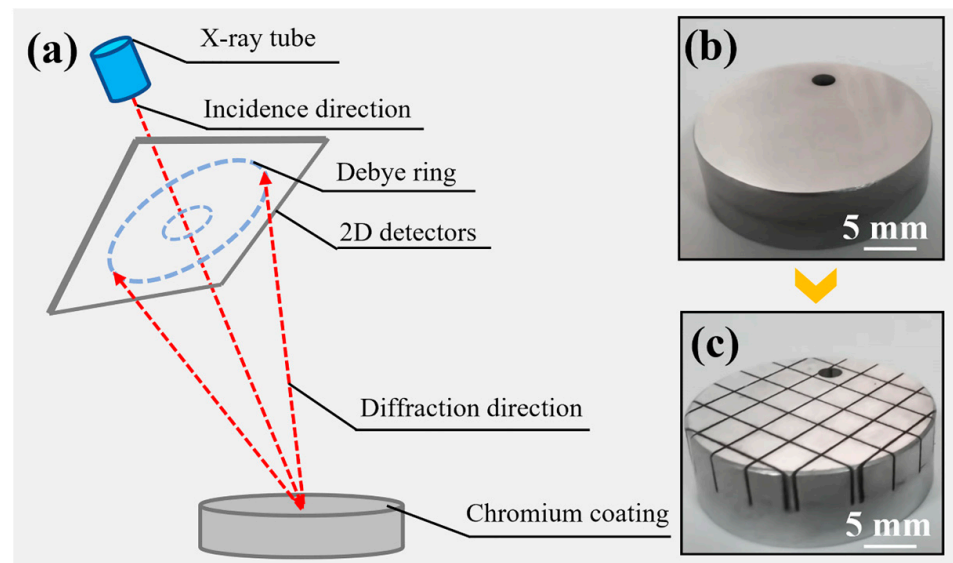 (a)
X-ray tube
Incidence direction
Debye ring
2D detectors
Diffraction direction
Chromium coating
(b)
5 mm
(c)
5 mm